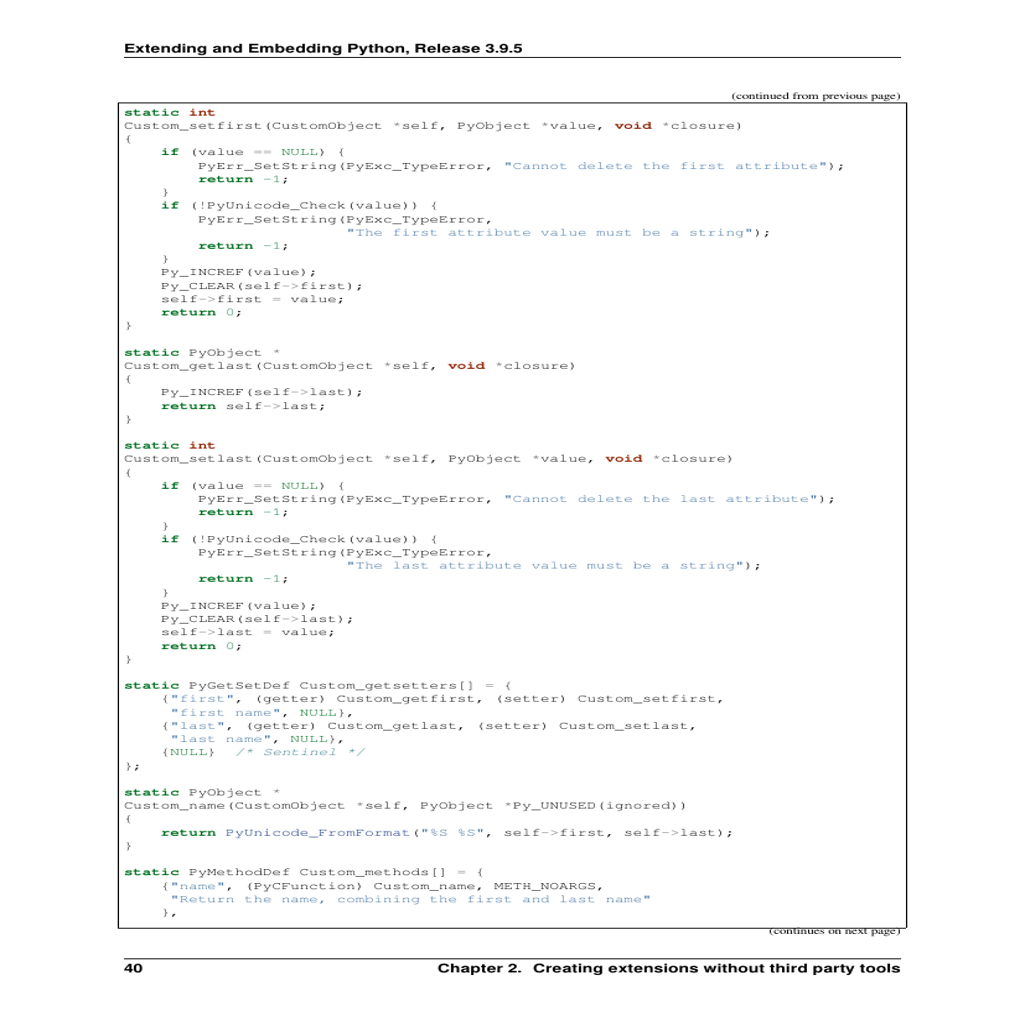 Extending and Embedding Python, Release 3.9.5
(continued from previous page)
static int
Custom_setfirst(CustomObject *self, PyObject *value, void *closure)
{
    if (value == NULL) {
        PyErr_SetString(PyExc_TypeError, "Cannot delete the first attribute");
        return -1;
    }
    if (!PyUnicode_Check(value)) {
        PyErr_SetString(PyExc_TypeError,
                        "The first attribute value must be a string");
        return -1;
    }
    Py_INCREF(value);
    Py_CLEAR(self->first);
    self->first = value;
    return 0;
}

static PyObject *
Custom_getlast(CustomObject *self, void *closure)
{
    Py_INCREF(self->last);
    return self->last;
}

static int
Custom_setlast(CustomObject *self, PyObject *value, void *closure)
{
    if (value == NULL) {
        PyErr_SetString(PyExc_TypeError, "Cannot delete the last attribute");
        return -1;
    }
    if (!PyUnicode_Check(value)) {
        PyErr_SetString(PyExc_TypeError,
                        "The last attribute value must be a string");
        return -1;
    }
    Py_INCREF(value);
    Py_CLEAR(self->last);
    self->last = value;
    return 0;
}

static PyGetSetDef Custom_getsetters[] = {
    {"first", (getter) Custom_getfirst, (setter) Custom_setfirst,
     "first name", NULL},
    {"last", (getter) Custom_getlast, (setter) Custom_setlast,
     "last name", NULL},
    {NULL}  /* Sentinel */
};

static PyObject *
Custom_name(CustomObject *self, PyObject *Py_UNUSED(ignored))
{
    return PyUnicode_FromFormat("%S %S", self->first, self->last);
}

static PyMethodDef Custom_methods[] = {
    {"name", (PyCFunction) Custom_name, METH_NOARGS,
     "Return the name, combining the first and last name"
    },
(continues on next page)
40 Chapter 2. Creating extensions without third party tools